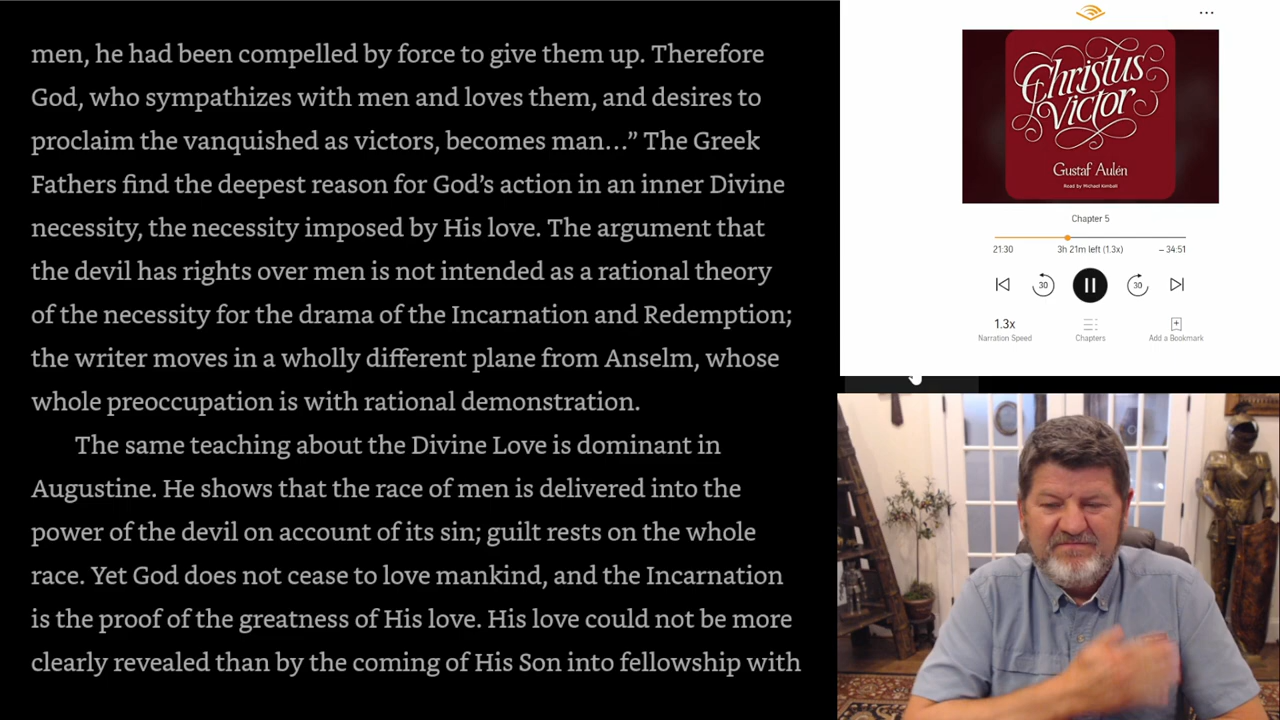 men, he had been compelled by force to give them up. Therefore
God, who sympathizes with men and loves them, and desires to
proclaim the vanquished as victors, becomes man…” The Greek
Fathers find the deepest reason for God’s action in an inner Divine
necessity, the necessity imposed by His love. The argument that
the devil has rights over men is not intended as a rational theory
of the necessity for the drama of the Incarnation and Redemption;
the writer moves in a wholly different plane from Anselm, whose
whole preoccupation is with rational demonstration.
The same teaching about the Divine Love is dominant in
Augustine. He shows that the race of men is delivered into the
power of the devil on account of its sin; guilt rests on the whole
race. Yet God does not cease to love mankind, and the Incarnation
is the proof of the greatness of His love. His love could not be more
clearly revealed than by the coming of His Son into fellowship with
Christus
Victor
Gustaf Aulén
Read by Michael Kimball
Chapter 5
21:30 3h 21m left (1.3x) – 34:51
30 30
1.3x
Narration Speed Chapters Add a Bookmark